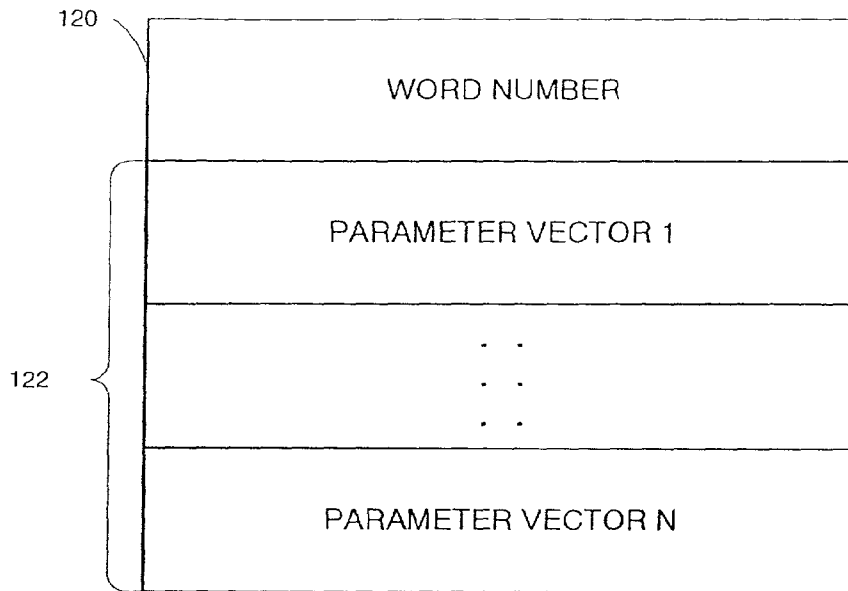 120
WORD NUMBER
PARAMETER VECTOR 1
. .
. .
. .
122
PARAMETER VECTOR N